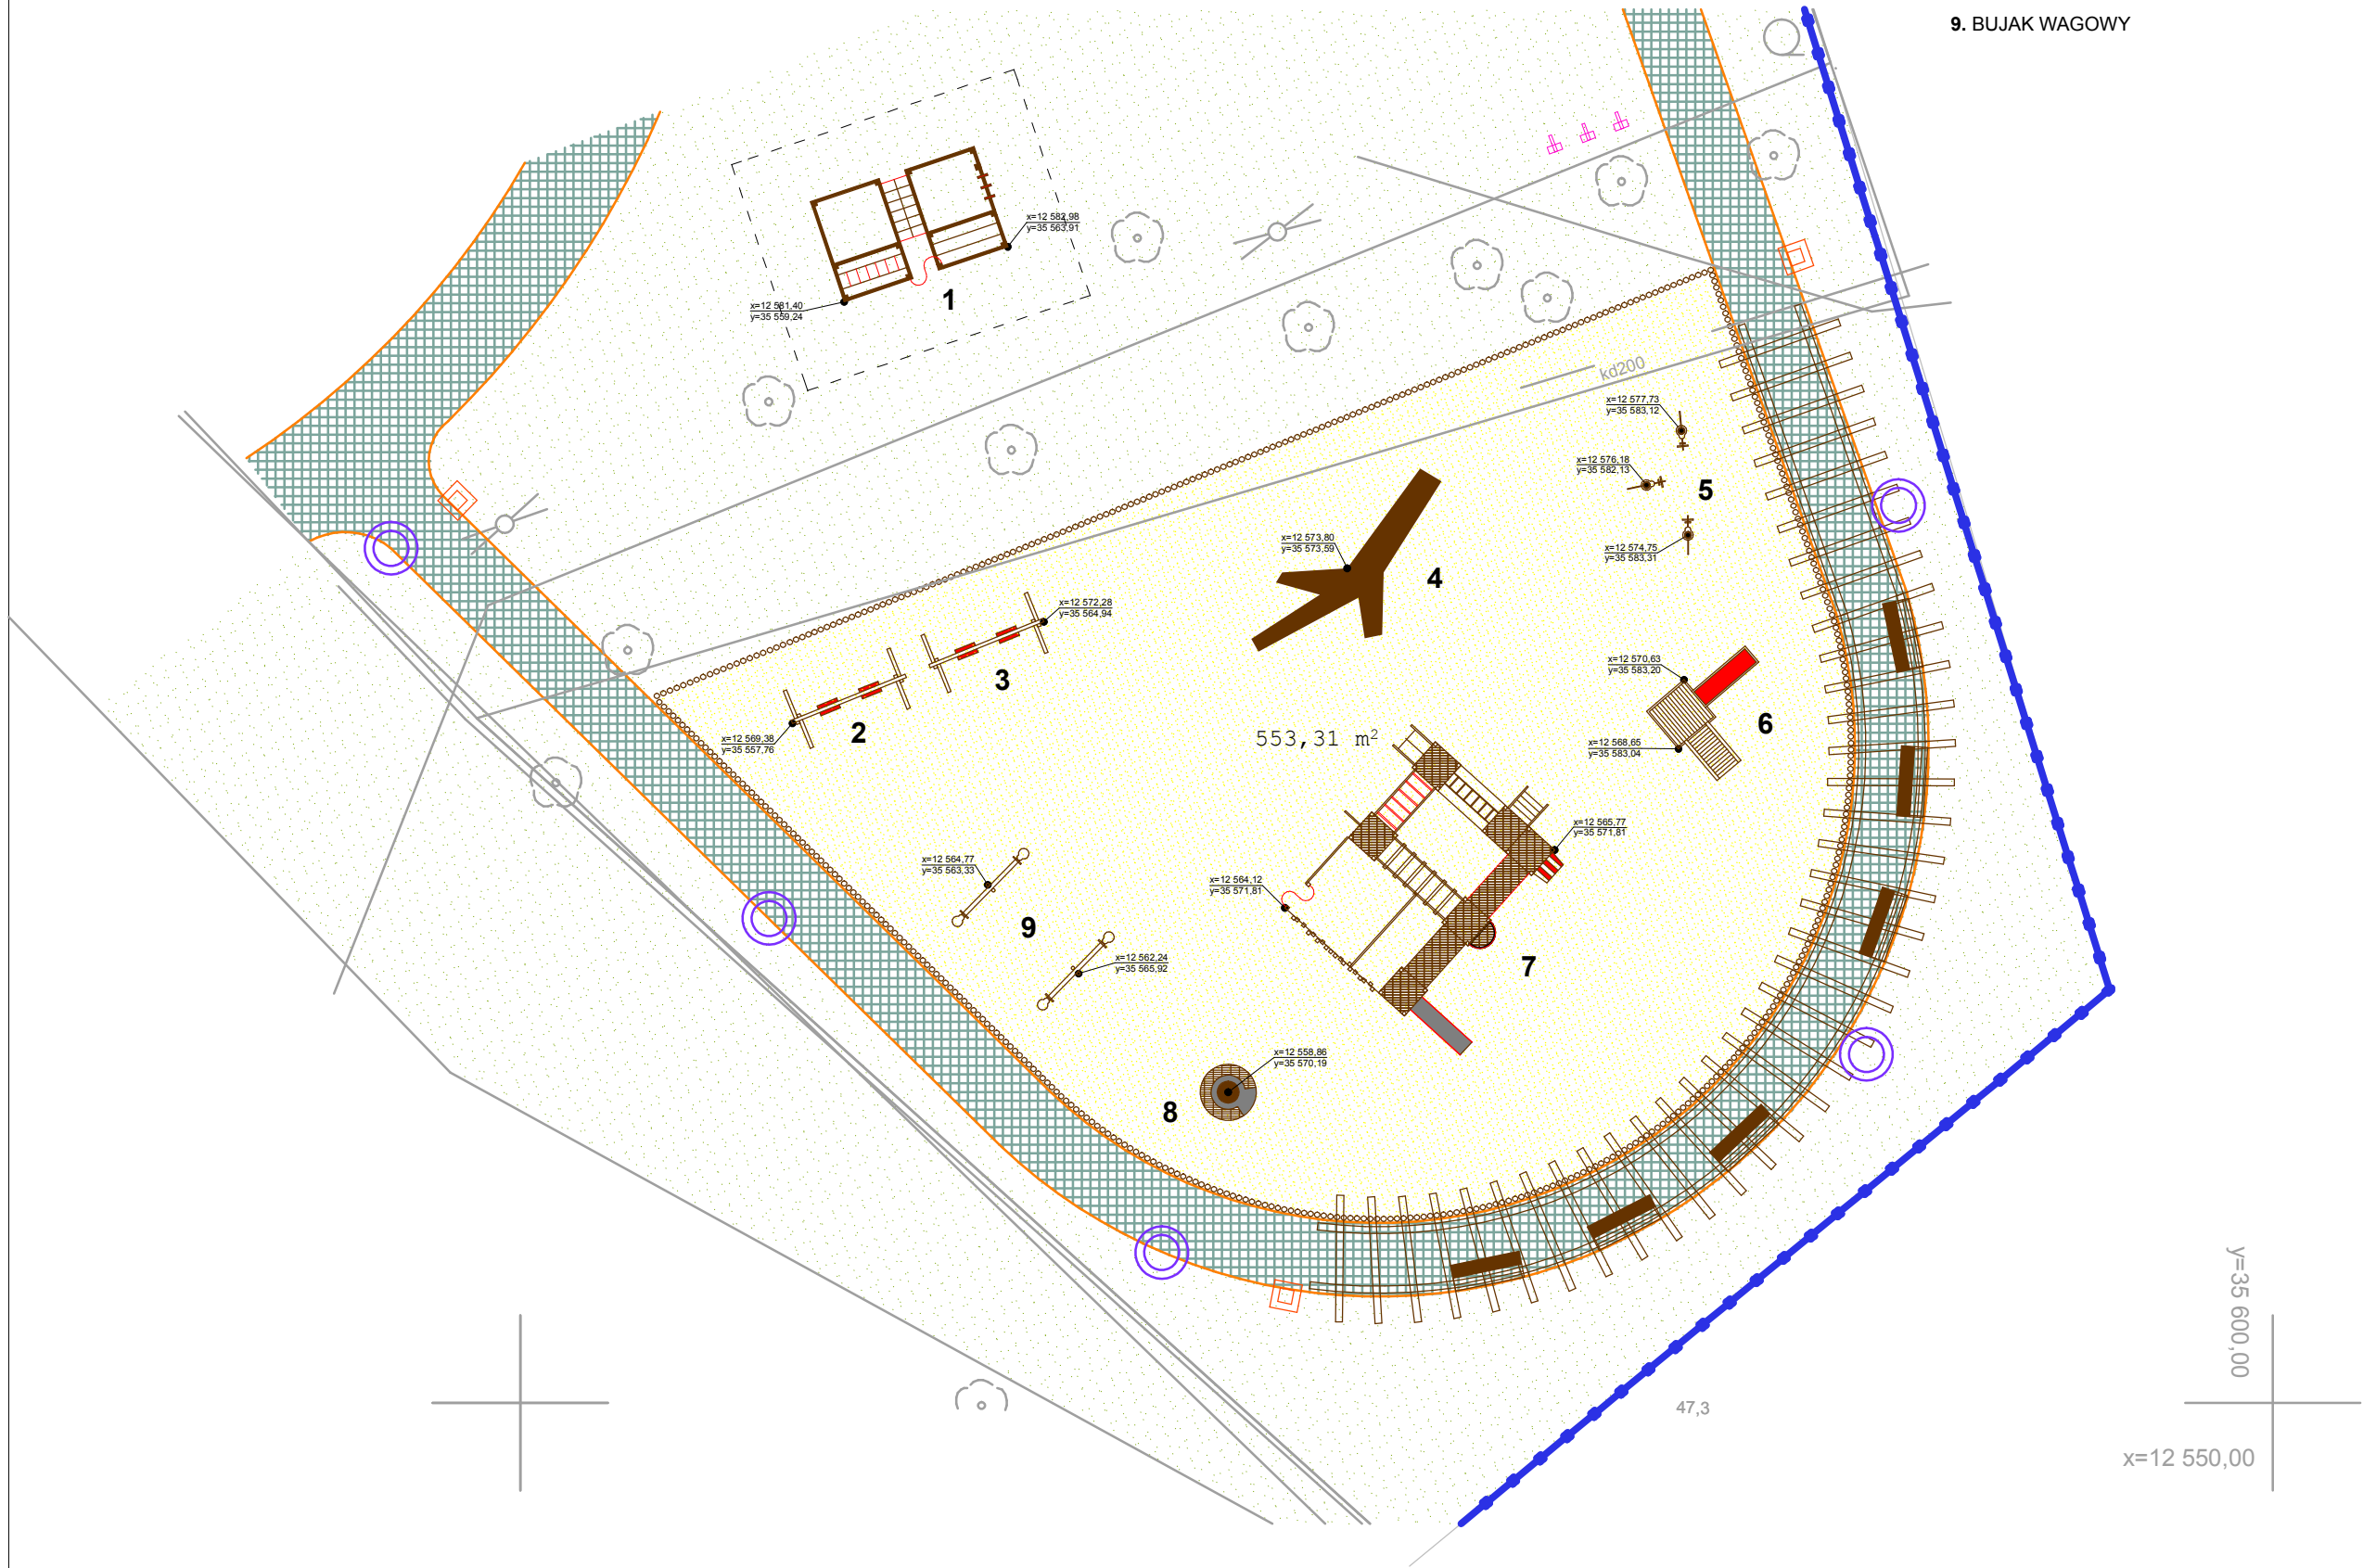 9. BUJAK WAGOWY
x=12 582,98
y=35 563,91
1
x=12 581,40
y=35 559,24
kd200
x=12 577,73
y=35 583,12
x=12 576,18
y=35 582,13
5
x=12 574,75
y=35 583,31
x=12 573,80
y=35 573,59
4
x=12 572,28
y=35 564,94
3
2
x=12 569,38
y=35 557,76
x=12 570,63
y=35 583,20
6
x=12 568,65
y=35 583,04
553,31 m²
x=12 565,77
y=35 571,81
x=12 564,77
y=35 563,33
x=12 564,12
y=35 571,81
9
x=12 562,24
y=35 565,92
7
x=12 558,86
y=35 570,19
8
y=35 600,00
47,3
x=12 550,00